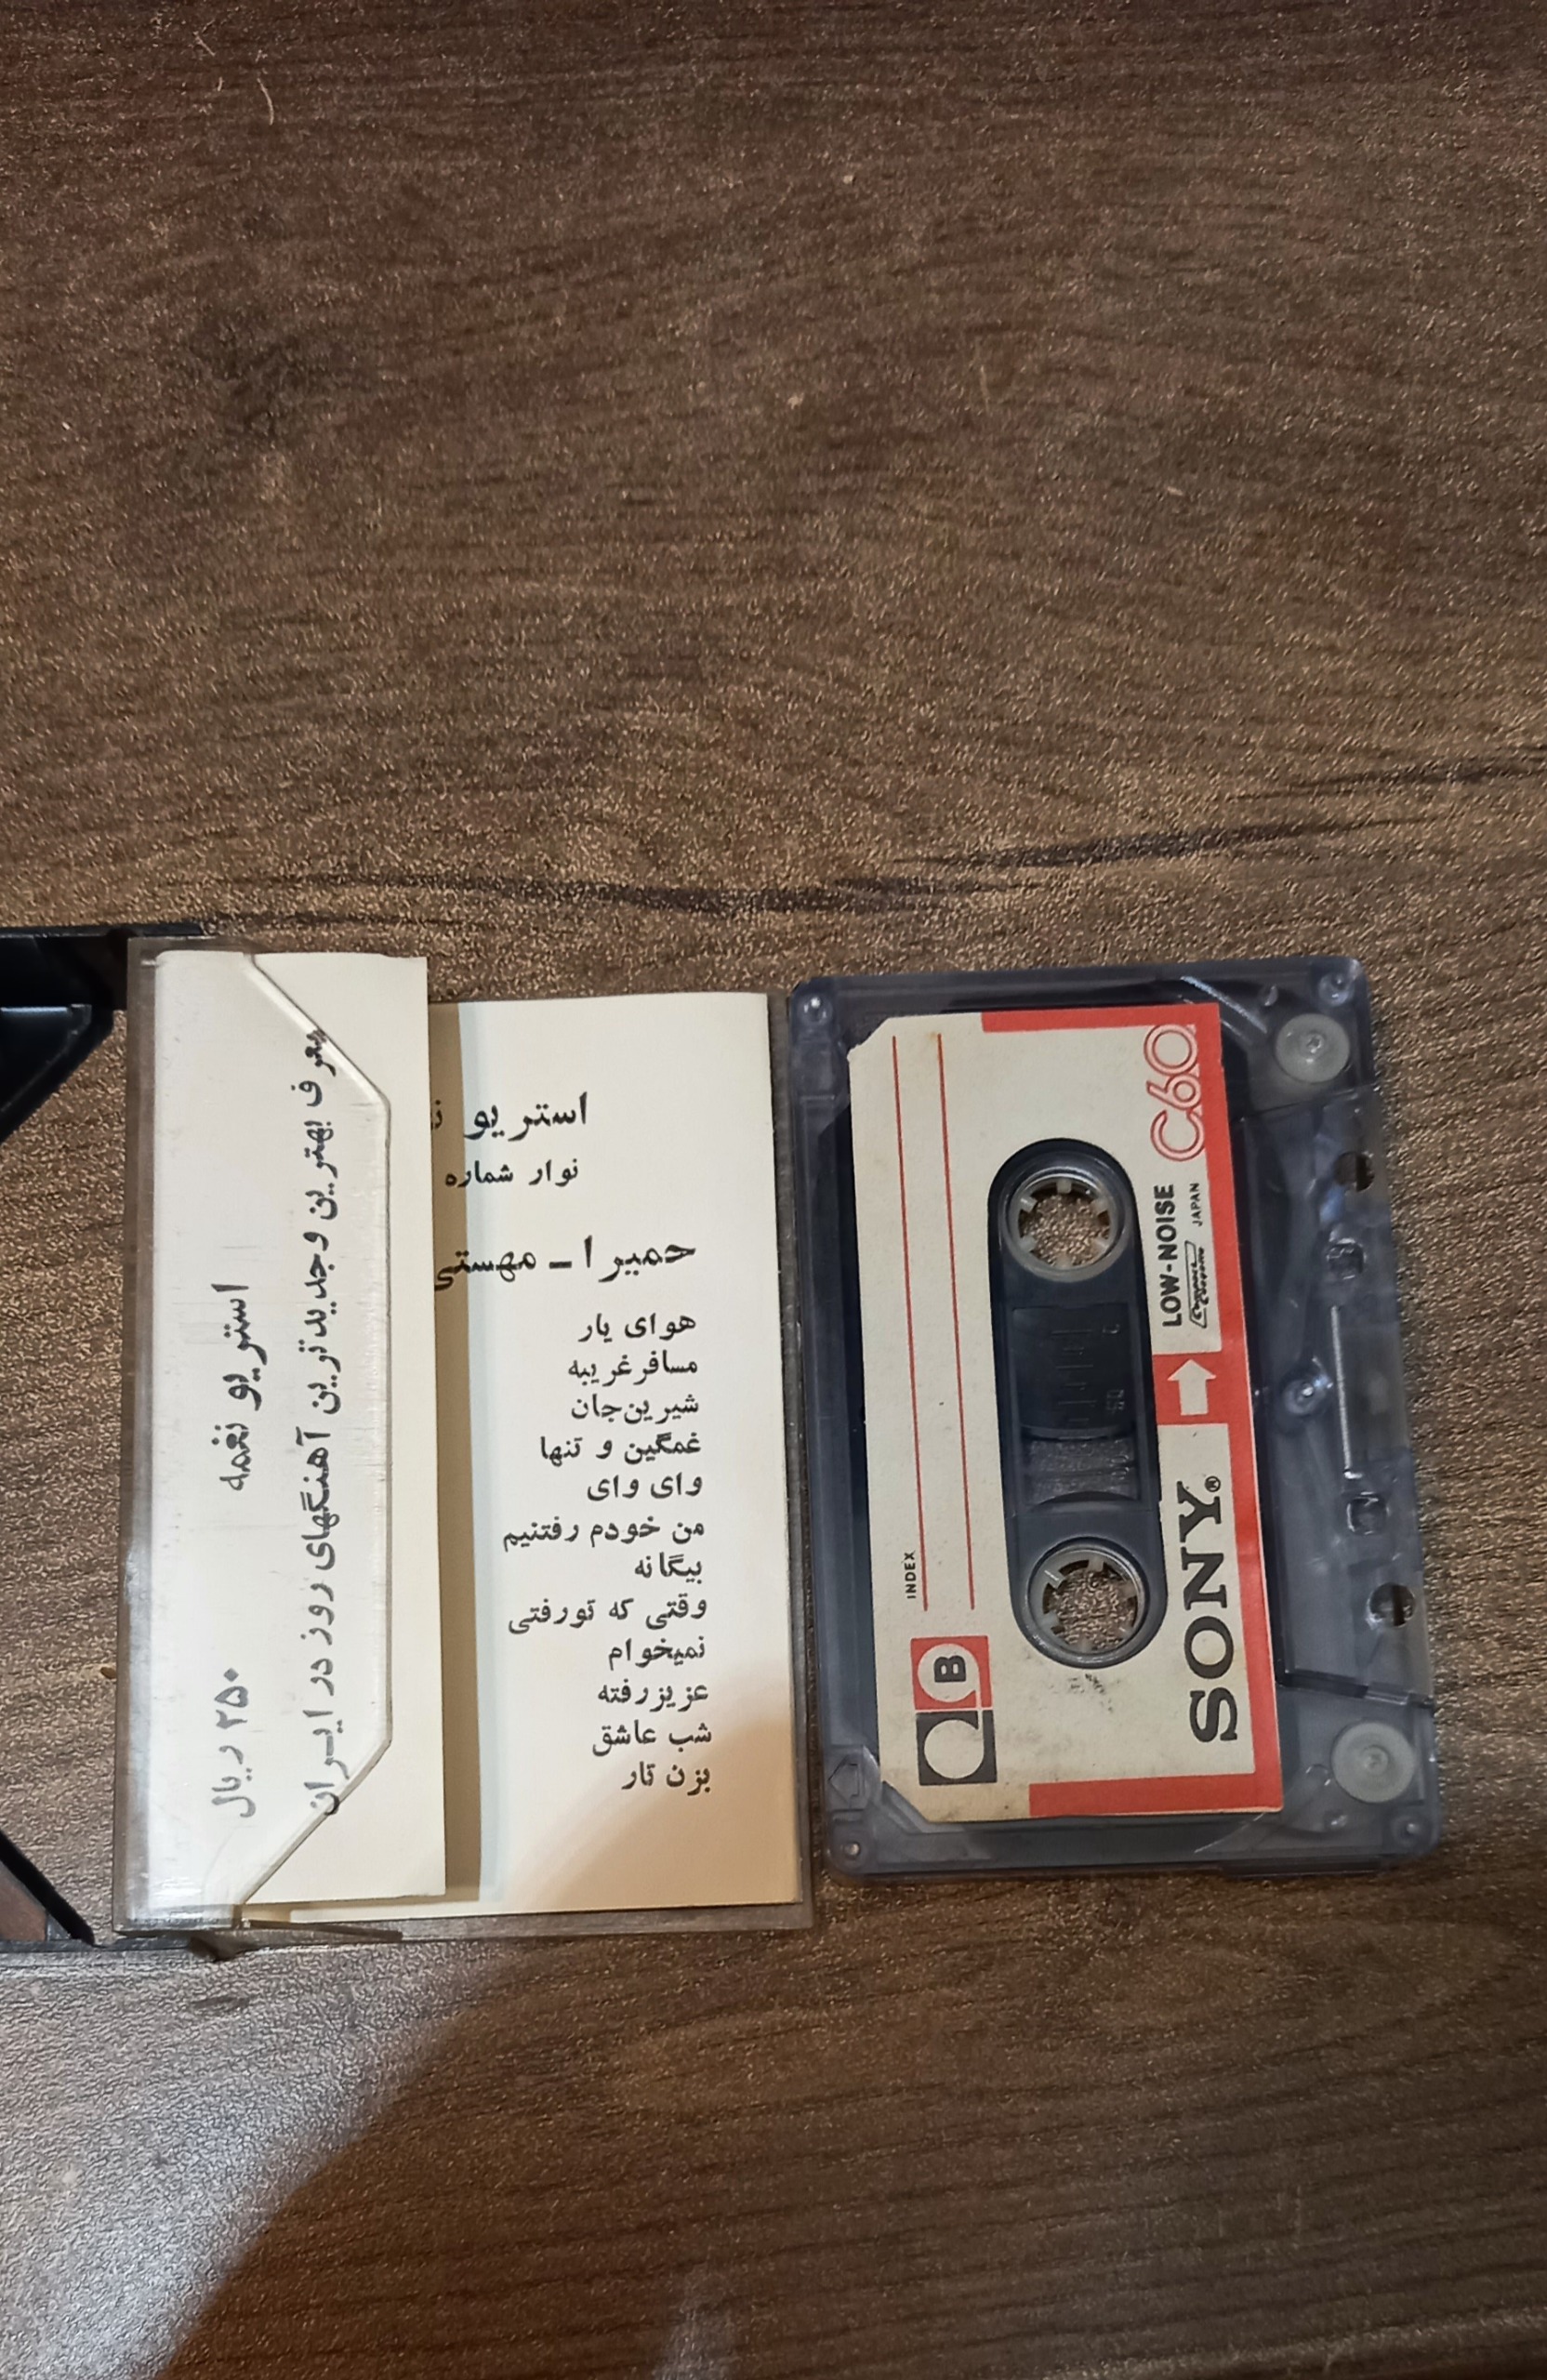 استریو نغمه
۲۵۰ ریال
معرف بهترین وجدیدترین آهنگهای روز در ایران
استریو
نوار شماره
حمیرا ـ مهستی
هوای یار
مسافرغریبه
شیرین‌جان
غمگین و تنها
وای وای
من خودم رفتنیم
بیگانه
وقتی که تورفتی
نمیخوام
عزیزرفته
شب عاشق
بزن تار
INDEX
B
C60
LOW-NOISE
JAPAN
SONY®
50
0